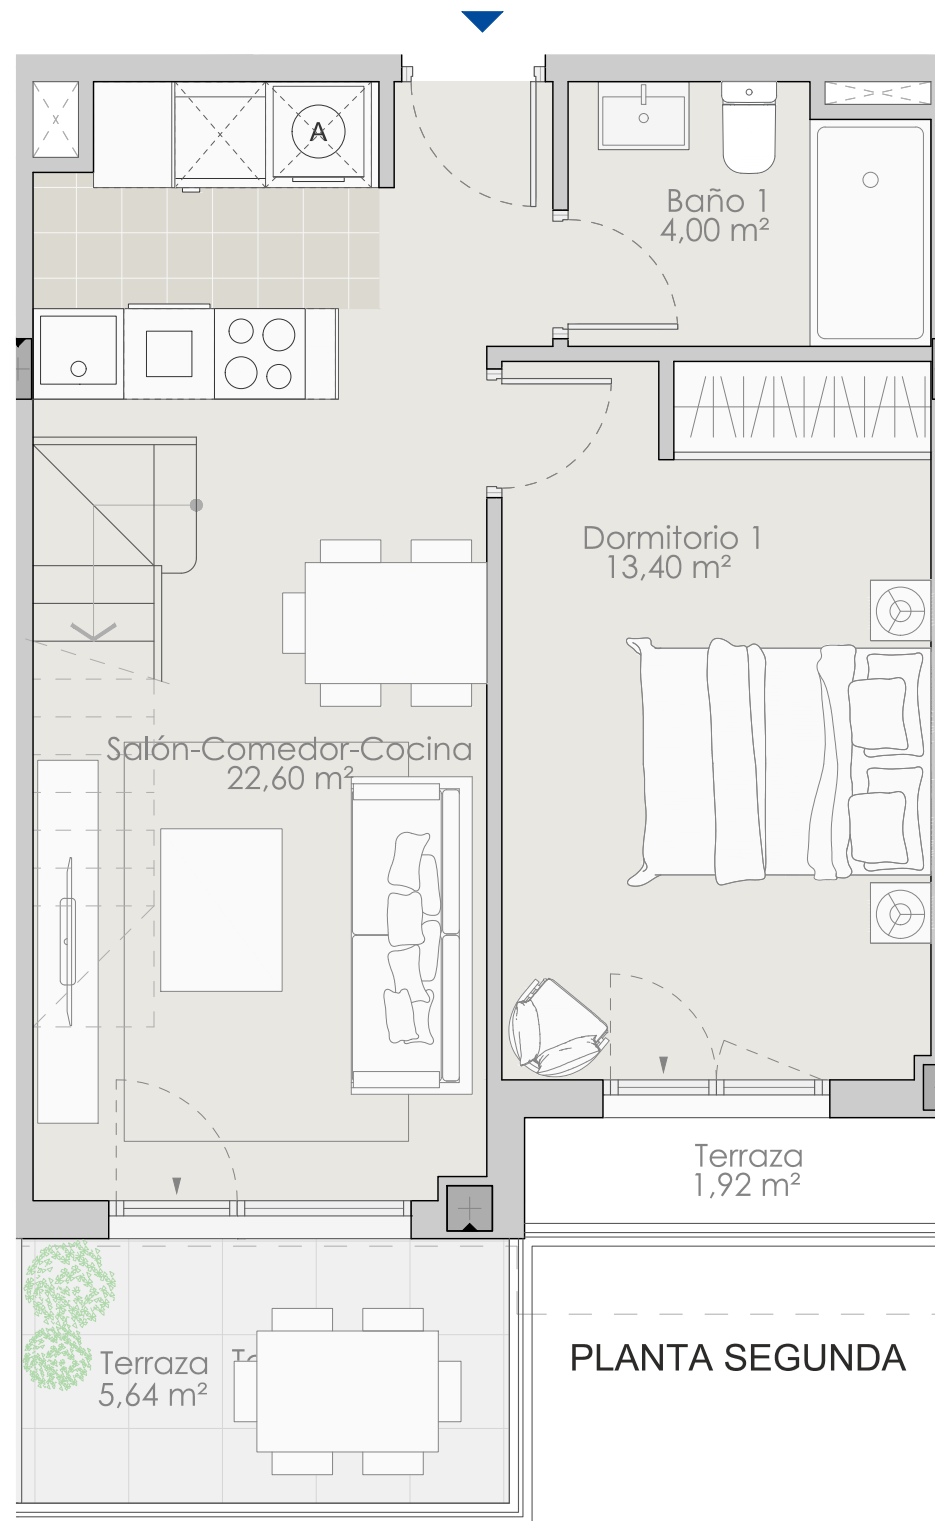 A
Baño 1
4,00 m²
Dormitorio 1
13,40 m²
Salón-Comedor-Cocina
22,60 m²
Terraza
1,92 m²
PLANTA SEGUNDA
Terraza
5,64 m²